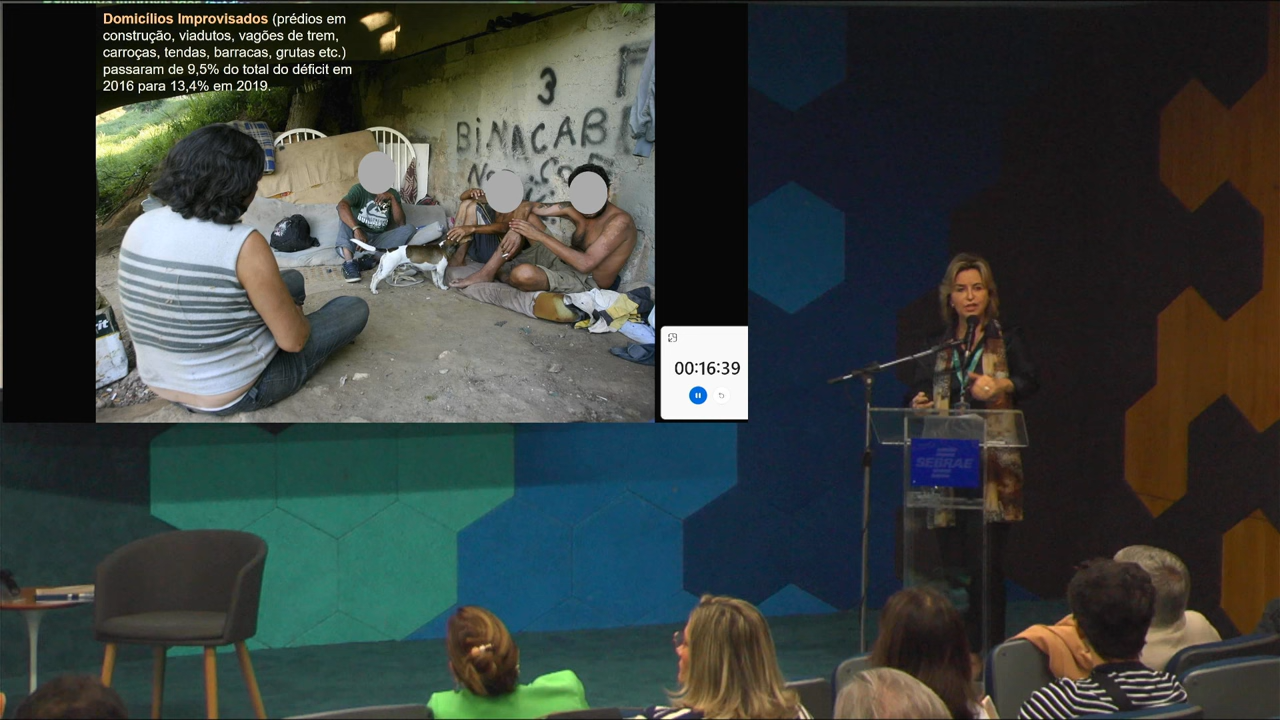 Domicílios Improvisados (prédios em
construção, viadutos, vagões de trem,
carroças, tendas, barracas, grutas etc.)
passaram de 9,5% do total do déficit em
2016 para 13,4% em 2019.
3
BINACAB
00:16:39
SEBRAE